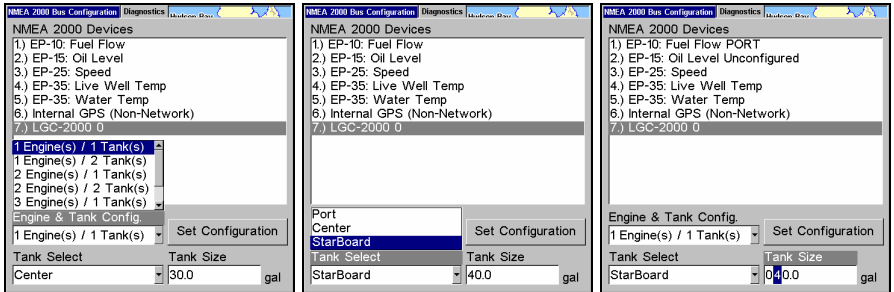 NMEA 2000 Bus Configuration Diagnostics Hudson Bay
NMEA 2000 Devices
1.) EP-10: Fuel Flow
2.) EP-15: Oil Level
3.) EP-25: Speed
4.) EP-35: Live Well Temp
5.) EP-35: Water Temp
6.) Internal GPS (Non-Network)
7.) LGC-2000 0
1 Engine(s) / 1 Tank(s)
1 Engine(s) / 2 Tank(s)
2 Engine(s) / 1 Tank(s)
2 Engine(s) / 2 Tank(s)
3 Engine(s) / 1 Tank(s)
Engine & Tank Config.
1 Engine(s) / 1 Tank(s) Set Configuration
Tank Select Tank Size
Center 30.0 gal
NMEA 2000 Bus Configuration Diagnostics Hudson Bay
NMEA 2000 Devices
1.) EP-10: Fuel Flow
2.) EP-15: Oil Level
3.) EP-25: Speed
4.) EP-35: Live Well Temp
5.) EP-35: Water Temp
6.) Internal GPS (Non-Network)
7.) LGC-2000 0
Port
Center
StarBoard
Set Configuration
Tank Select Tank Size
StarBoard 40.0 gal
NMEA 2000 Bus Configuration Diagnostics Hudson Bay
NMEA 2000 Devices
1.) EP-10: Fuel Flow PORT
2.) EP-15: Oil Level Unconfigured
3.) EP-25: Speed
4.) EP-35: Live Well Temp
5.) EP-35: Water Temp
6.) Internal GPS (Non-Network)
7.) LGC-2000 0
Engine & Tank Config.
1 Engine(s) / 1 Tank(s) Set Configuration
Tank Select Tank Size
StarBoard 040.0 gal